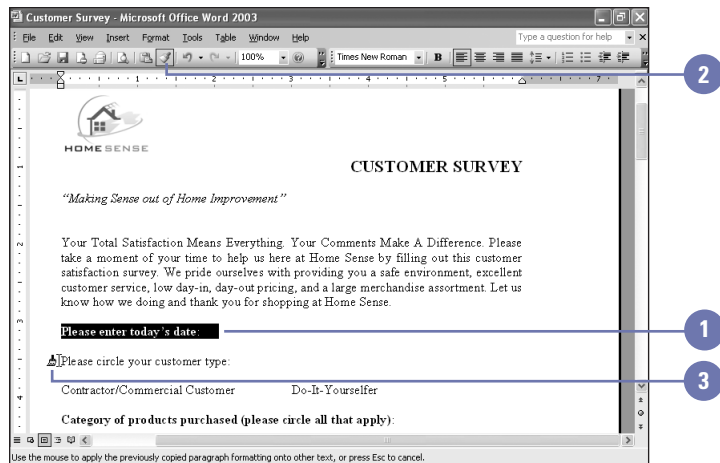 Customer Survey - Microsoft Office Word 2003
File Edit View Insert Format Tools Table Window Help
Type a question for help
100%
Times New Roman
B
1 2 3 4 5 7
2
HOMESENSE
CUSTOMER SURVEY
“Making Sense out of Home Improvement”
Your Total Satisfaction Means Everything. Your Comments Make A Difference. Please
take a moment of your time to help us here at Home Sense by filling out this customer
satisfaction survey. We pride ourselves with providing you a safe environment, excellent
customer service, low day-in, day-out pricing, and a large merchandise assortment. Let us
know how we doing and thank you for shopping at Home Sense.
Please enter today’s date:
1
Please circle your customer type:
3
Contractor/Commercial Customer Do-It-Yourselfer
Category of products purchased (please circle all that apply):
Use the mouse to apply the previously copied paragraph formatting onto other text, or press Esc to cancel.